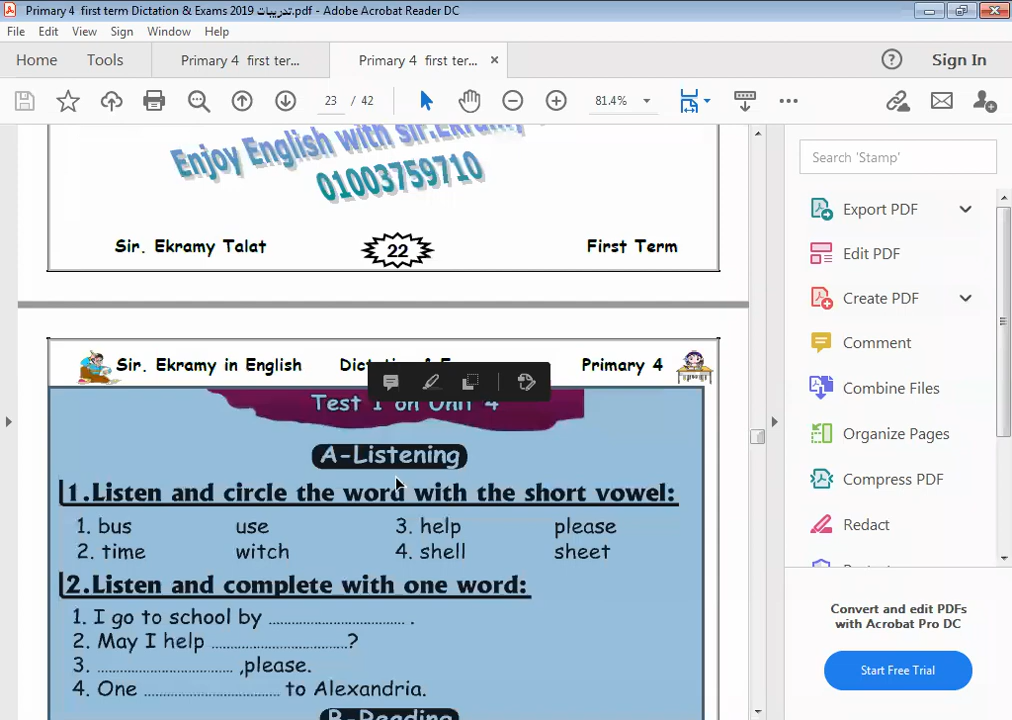 Primary 4 first term Dictation & Exams 2019 تدريبات.pdf - Adobe Acrobat Reader DC
File Edit View Sign Window Help
Home Tools Primary 4 first ter... Primary 4 first ter... × ? Sign In
23 / 42 81.4%
Enjoy English with sir.Ekramy
01003759710
Sir. Ekramy Talat 22 First Term
Sir. Ekramy in English Primary 4
Test 1 on Unit 4
A-Listening
1.Listen and circle the word with the short vowel:
1. bus use 3. help please
2. time witch 4. shell sheet
2.Listen and complete with one word:
1. I go to school by ............................... .
2. May I help ...............................?
3. ............................... ,please.
4. One ............................... to Alexandria.
B-Reading
Search 'Stamp'
Export PDF
Edit PDF
Create PDF
Comment
Combine Files
Organize Pages
Compress PDF
Redact
Convert and edit PDFs
with Acrobat Pro DC
Start Free Trial